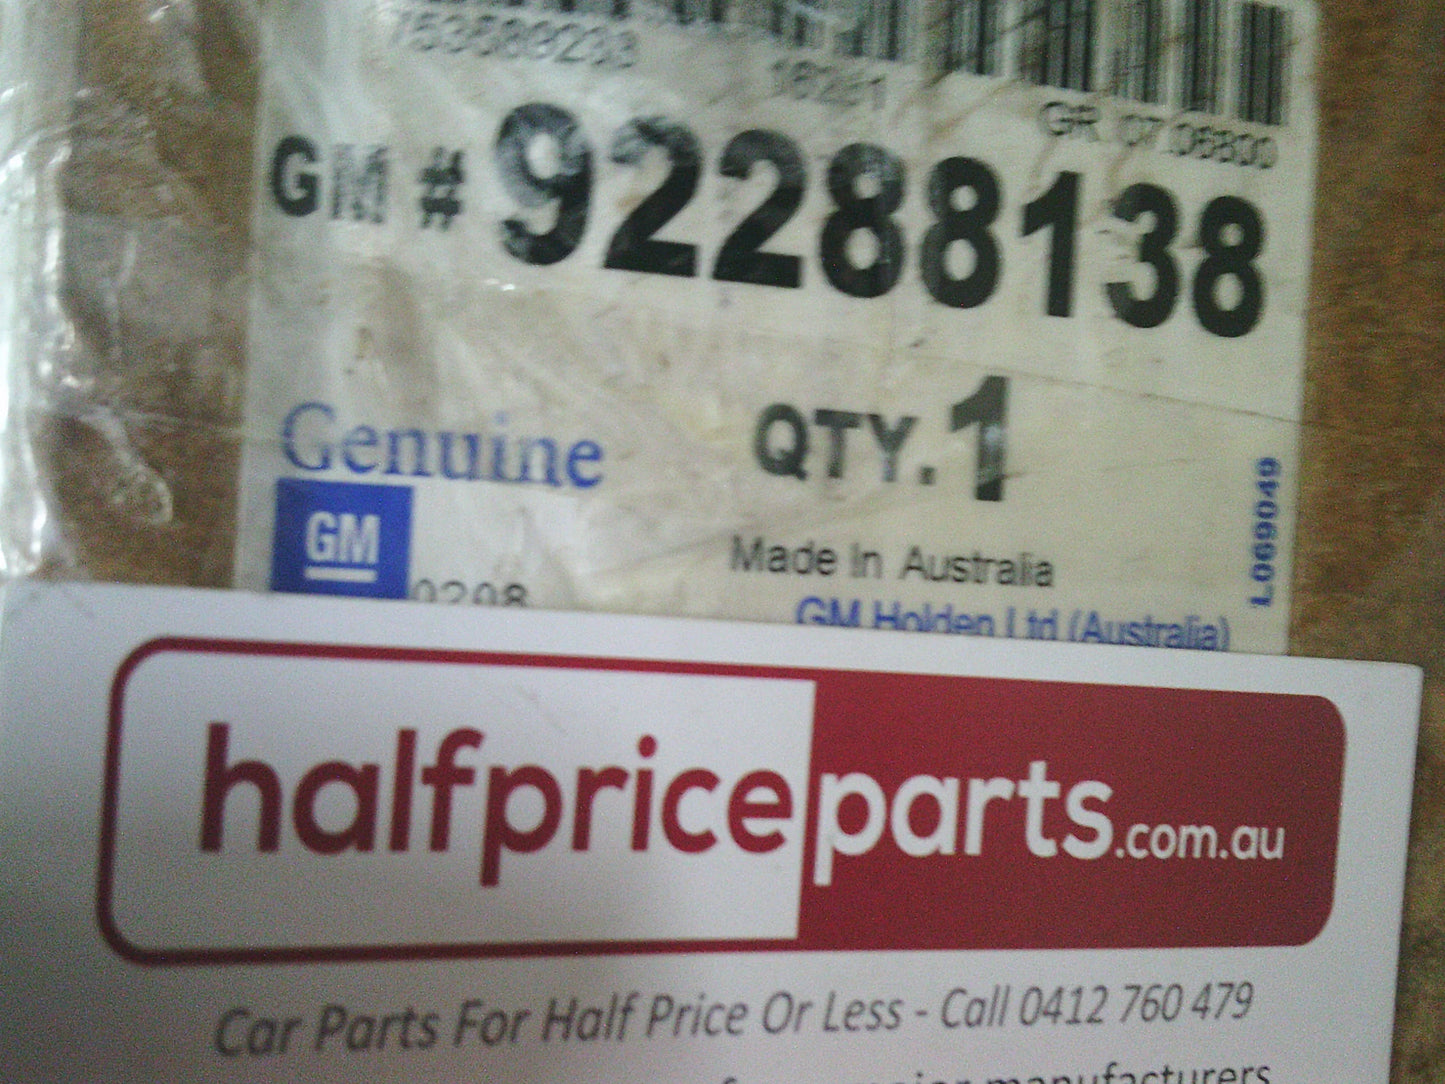 GR. 07.06800
GM # 92288138
Genuine
QTY. 1
GM
Made In Australia
L069049
GM Holden Ltd (Australia)
halfpriceparts.com.au
Car Parts For Half Price Or Less - Call 0412 760 479
manufacturers